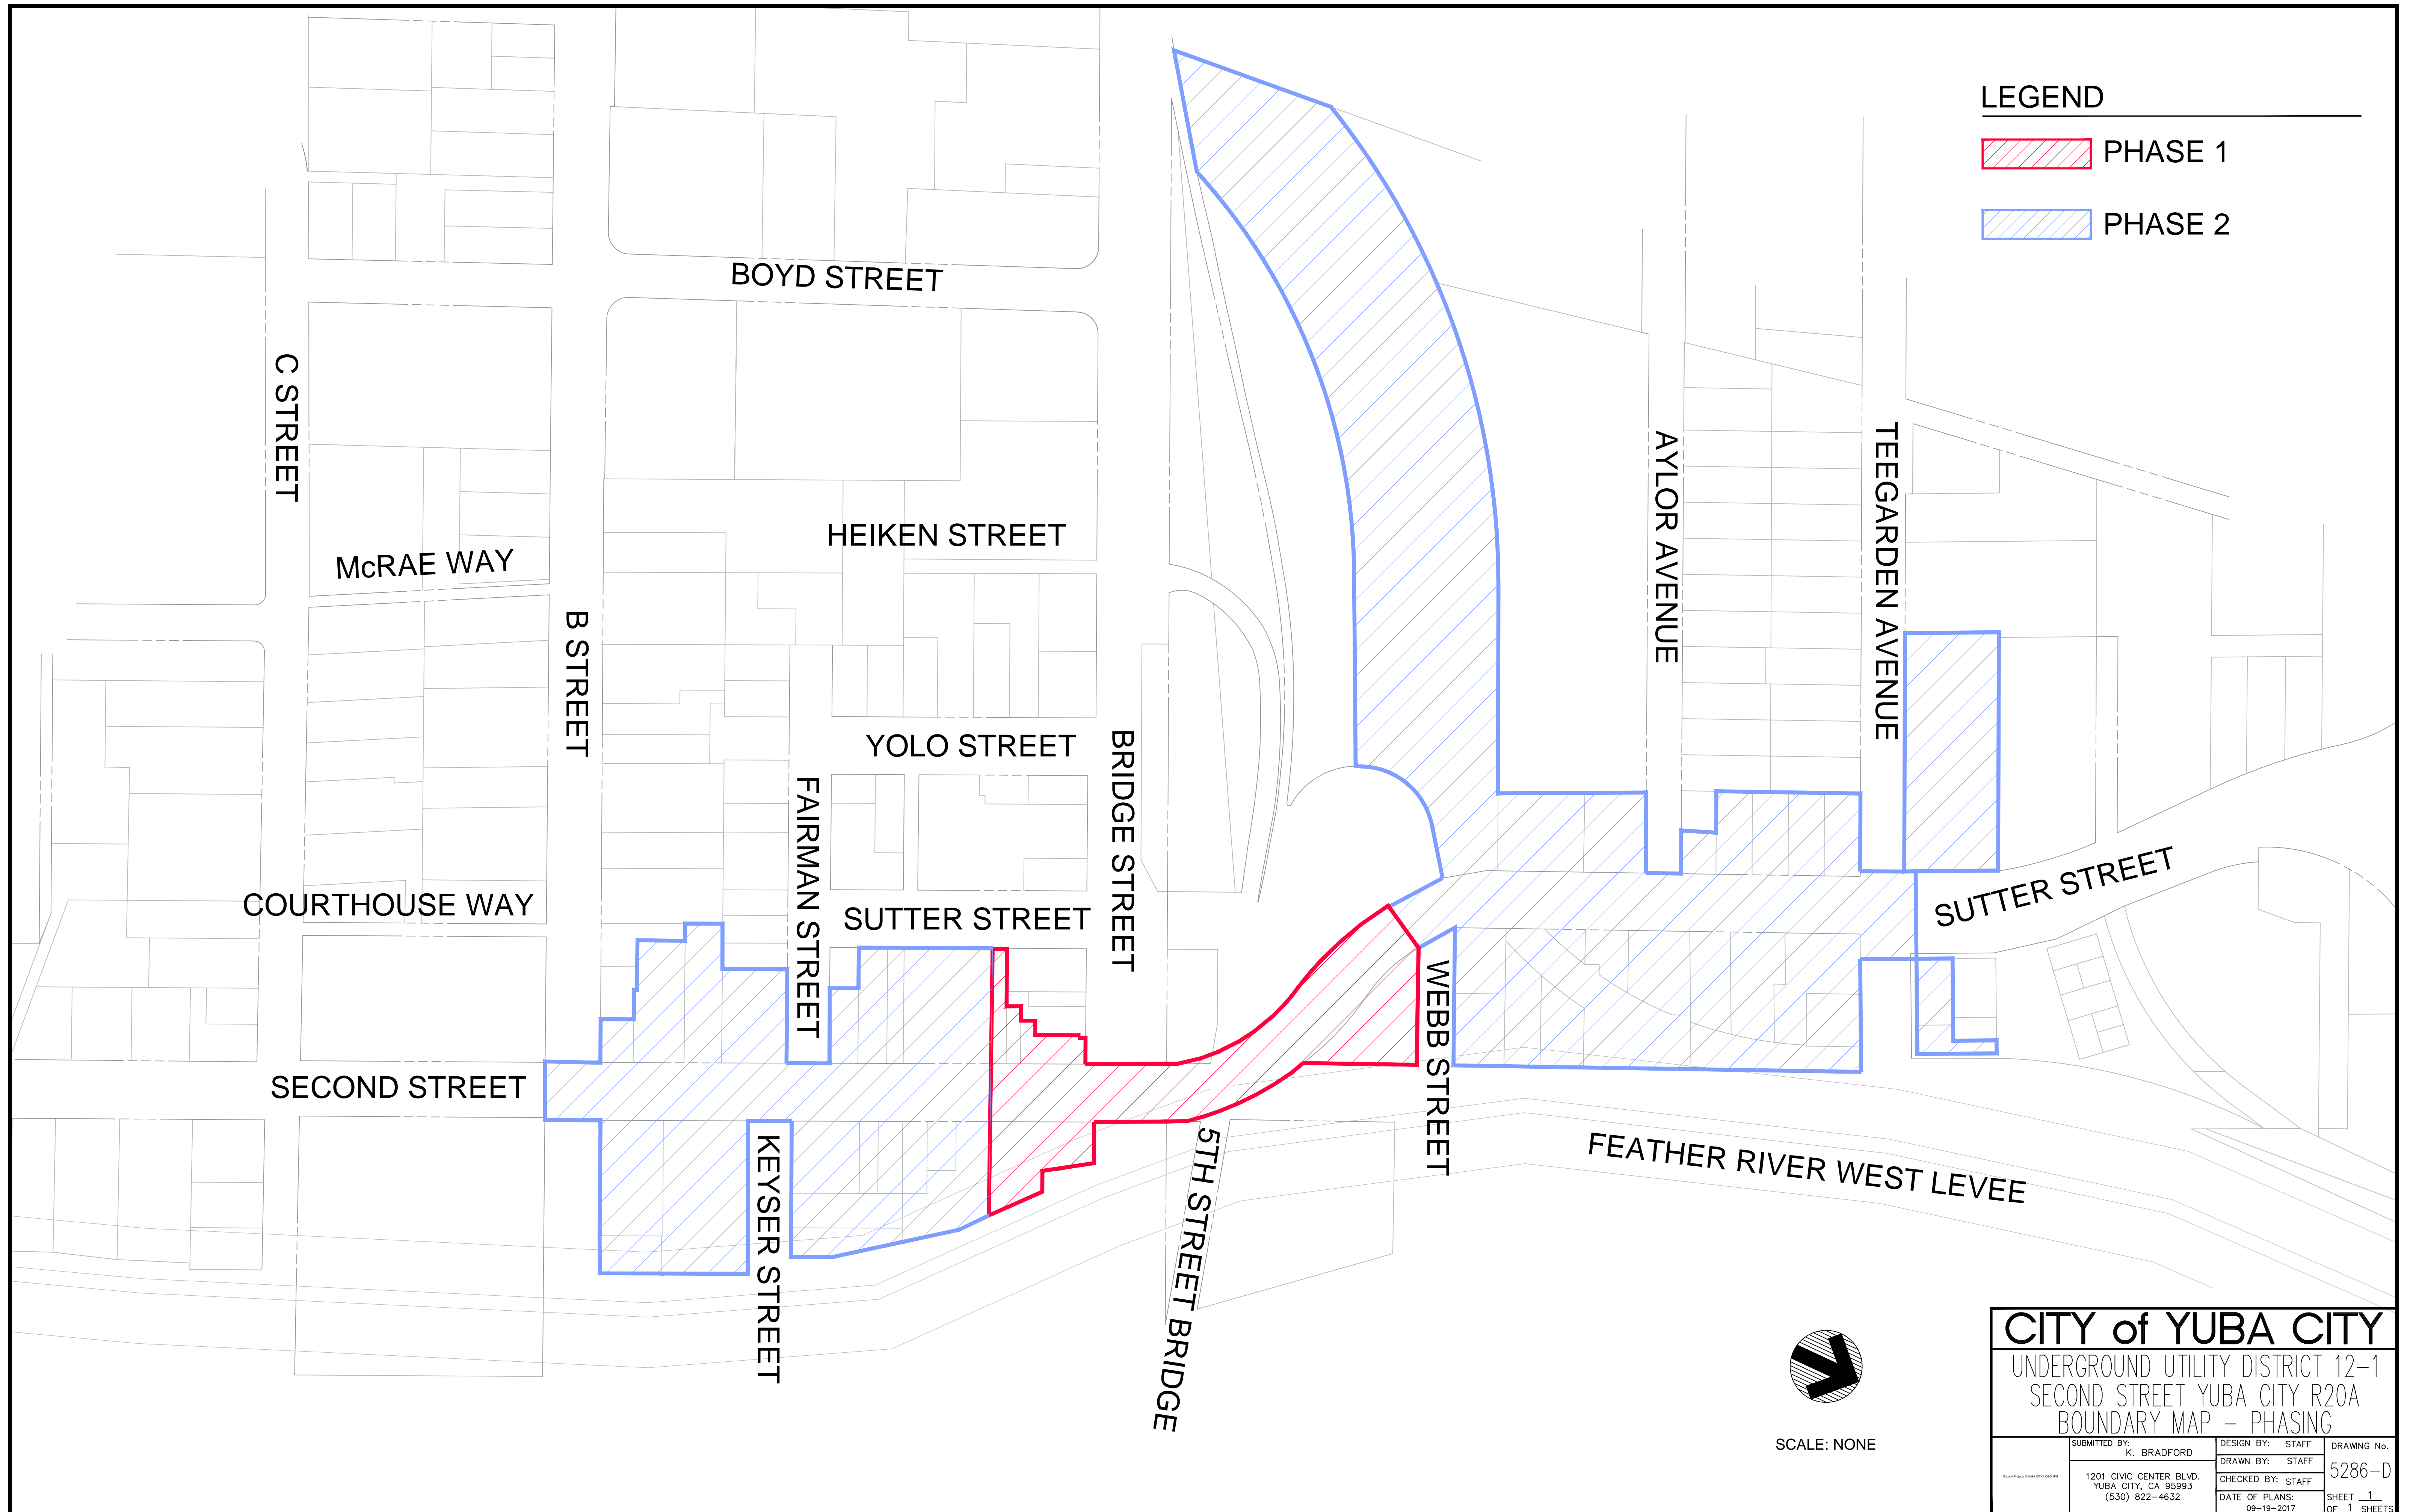 LEGEND
PHASE 1
PHASE 2
BOYD STREET
C STREET
AYLOR AVENUE
TEEGARDEN AVENUE
HEIKEN STREET
McRAE WAY
B STREET
YOLO STREET
BRIDGE STREET
FAIRMAN STREET
COURTHOUSE WAY
SUTTER STREET
SUTTER STREET
WEBB STREET
SECOND STREET
KEYSER STREET
5TH STREET BRIDGE
FEATHER RIVER WEST LEVEE
SCALE: NONE
CITY of YUBA CITY
UNDERGROUND UTILITY DISTRICT 12-1
SECOND STREET YUBA CITY R20A
BOUNDARY MAP - PHASING
SUBMITTED BY:
K. BRADFORD
1201 CIVIC CENTER BLVD.
YUBA CITY, CA 95993
(530) 822-4632
DESIGN BY: STAFF
DRAWN BY: STAFF
CHECKED BY: STAFF
DATE OF PLANS:
09-19-2017
DRAWING No.
5286-D
SHEET 1
OF 1 SHEETS